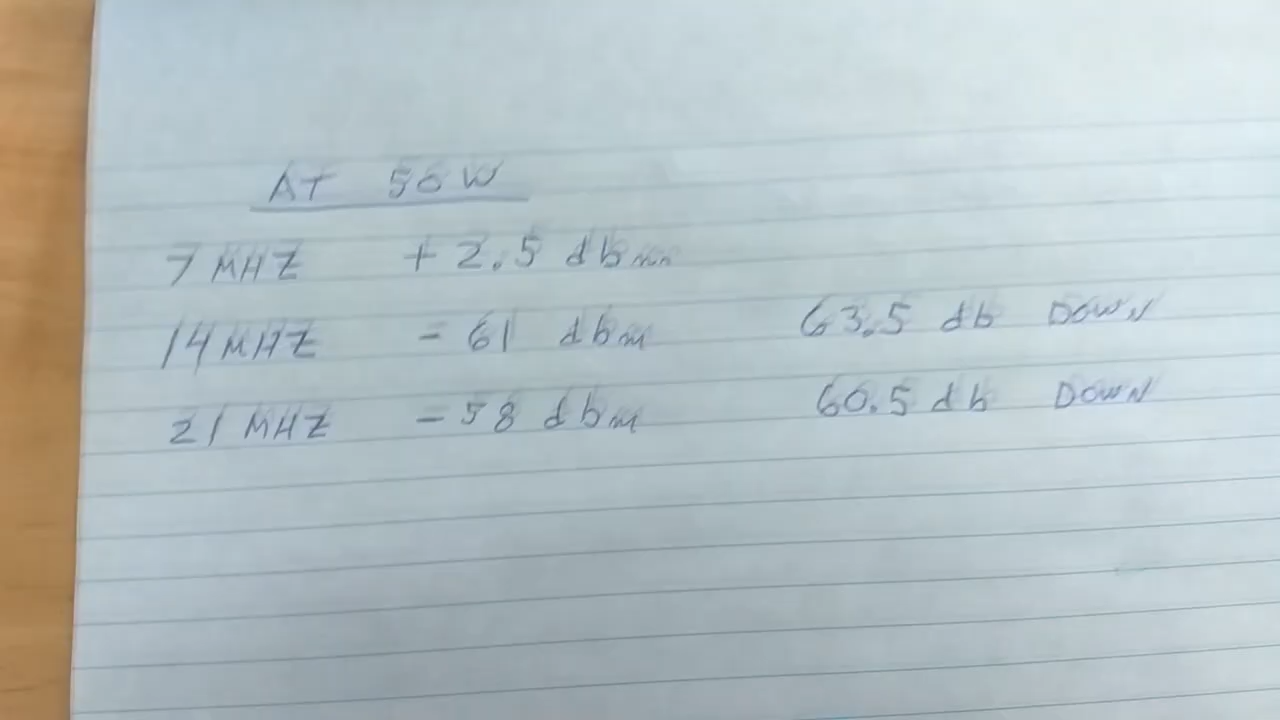 AT 50W
7 MHZ + 2.5 dbm
14 MHZ - 61 dbm 63.5 db DOWN
21 MHZ - 58 dbm 60.5 db DOWN